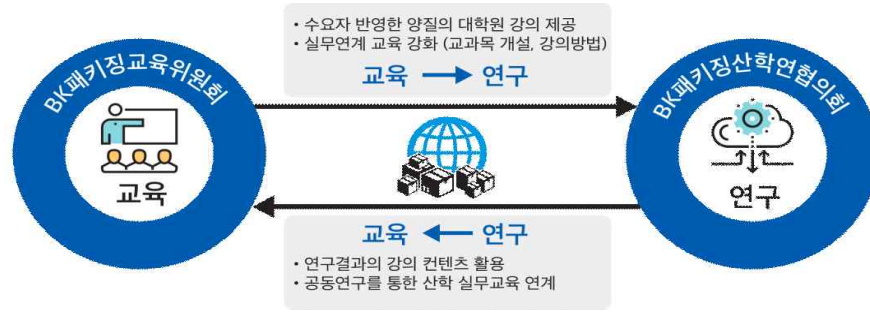 • 수요자 반영한 양질의 대학원 강의 제공
• 실무연계 교육 강화 (교과목 개설, 강의방법)
교육 → 연구
BK패키징교육위원회
교육
BK패키징산학연협의회
연구
교육 ← 연구
• 연구결과의 강의 컨텐츠 활용
• 공동연구를 통한 산학 실무교육 연계